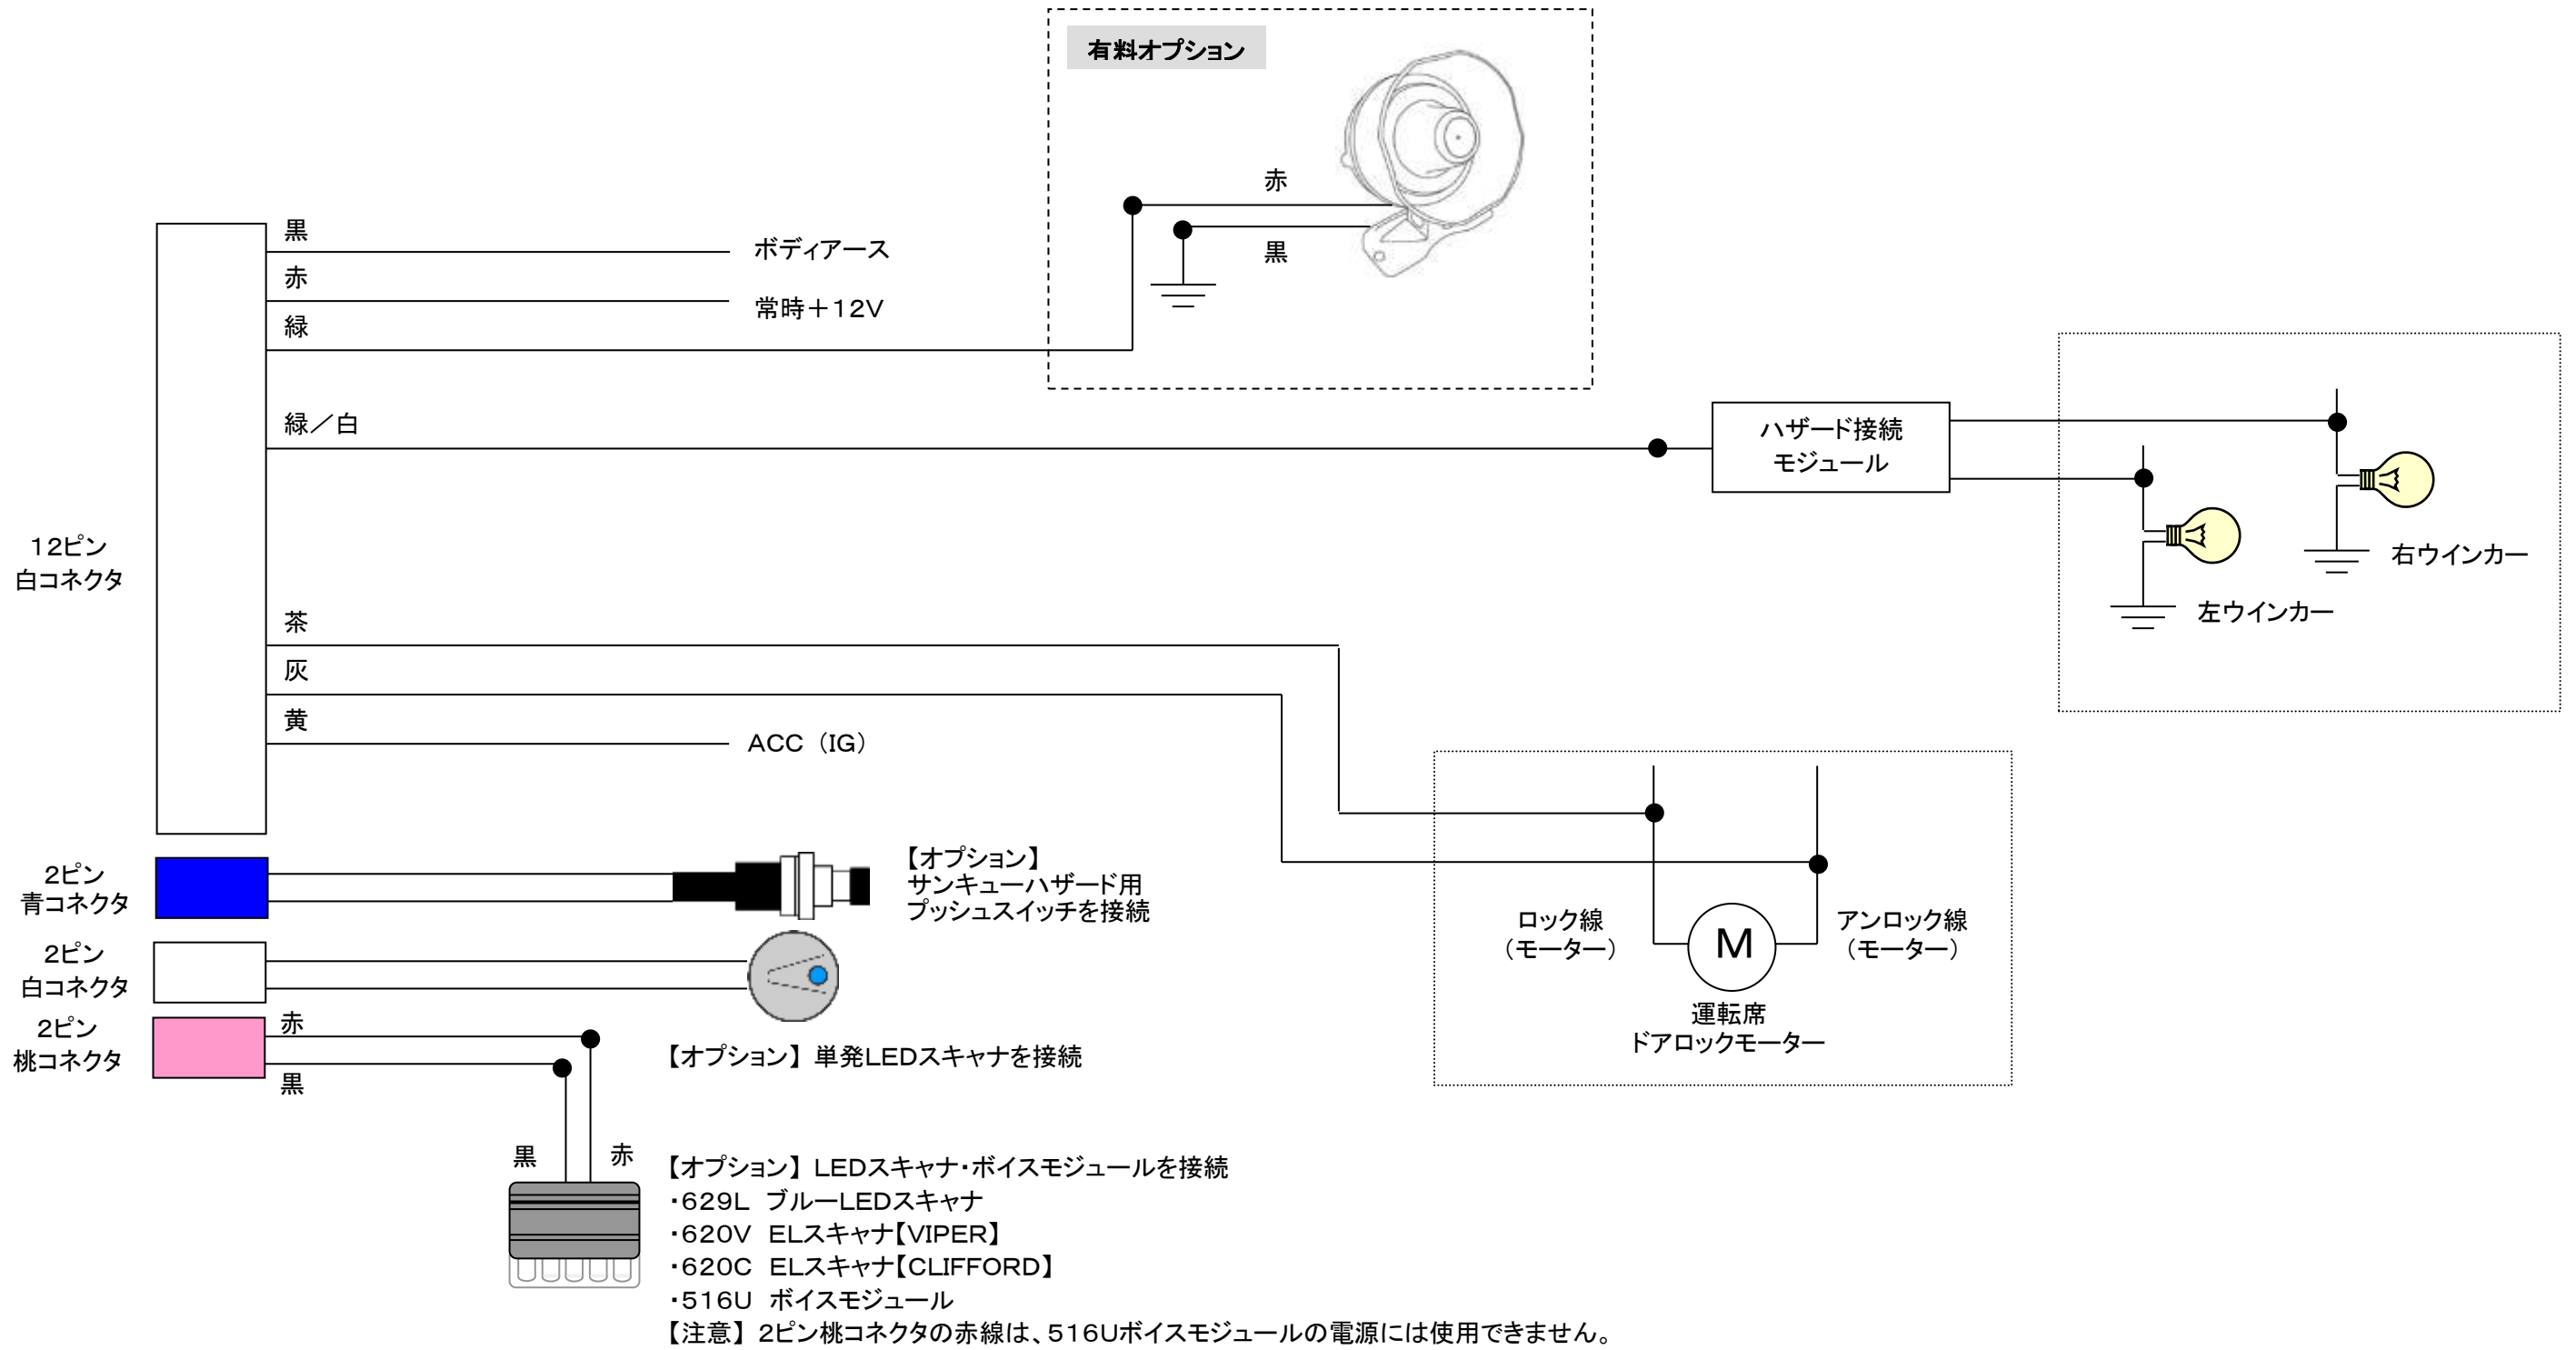 有料オプション
赤
黒
黒
ボディアース
赤
常時＋12V
緑
緑／白
ハザード接続
モジュール
右ウインカー
左ウインカー
12ピン
白コネクタ
茶
灰
黄
ACC（IG）
2ピン
青コネクタ
【オプション】
サンキューハザード用
プッシュスイッチを接続
ロック線
（モーター）
M
アンロック線
（モーター）
運転席
ドアロックモーター
2ピン
白コネクタ
【オプション】単発LEDスキャナを接続
2ピン
桃コネクタ
赤
黒
黒
赤
【オプション】LEDスキャナ・ボイスモジュールを接続
・629L ブルーLEDスキャナ
・620V ELスキャナ【VIPER】
・620C ELスキャナ【CLIFFORD】
・516U ボイスモジュール
【注意】2ピン桃コネクタの赤線は、516Uボイスモジュールの電源には使用できません。